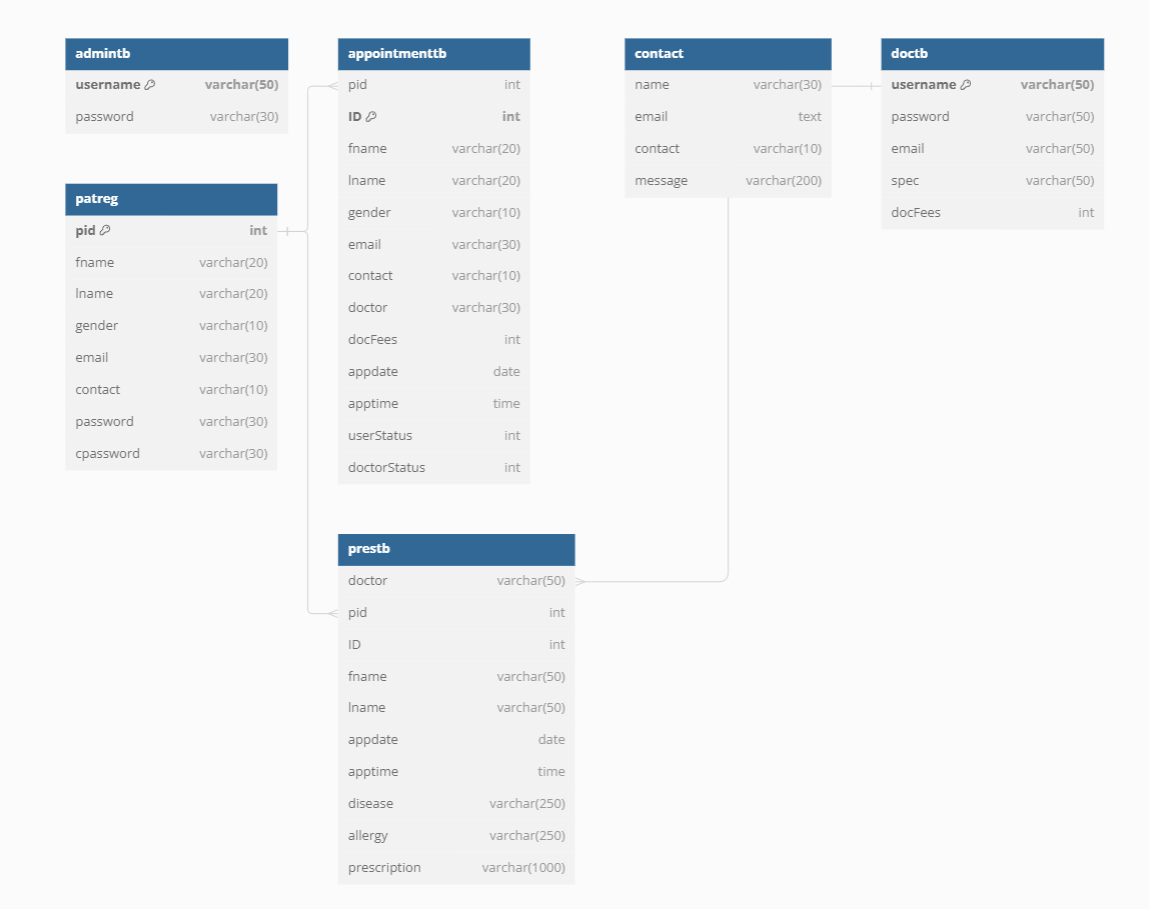 admintb
username varchar(50)
password varchar(30)
patreg
pid int
fname varchar(20)
lname varchar(20)
gender varchar(10)
email varchar(30)
contact varchar(10)
password varchar(30)
cpassword varchar(30)
appointmenttb
pid int
ID int
fname varchar(20)
lname varchar(20)
gender varchar(10)
email varchar(30)
contact varchar(10)
doctor varchar(30)
docFees int
appdate date
apptime time
userStatus int
doctorStatus int
prestb
doctor varchar(50)
pid int
ID int
fname varchar(50)
lname varchar(50)
appdate date
apptime time
disease varchar(250)
allergy varchar(250)
prescription varchar(1000)
contact
name varchar(30)
email text
contact varchar(10)
message varchar(200)
doctb
username varchar(50)
password varchar(50)
email varchar(50)
spec varchar(50)
docFees int